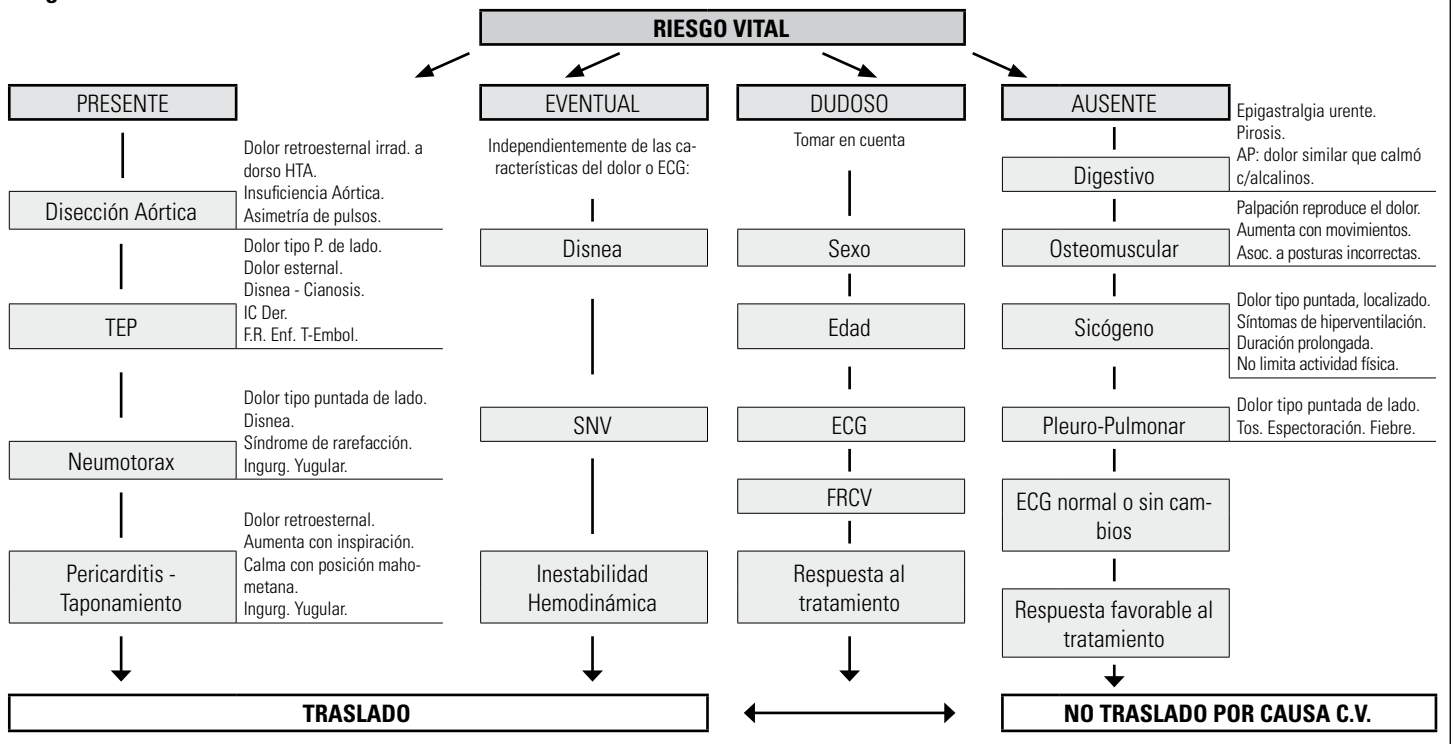 RIESGO VITAL
PRESENTE
Disección Aórtica
Dolor retroesternal irrad. a
dorso HTA.
Insuficiencia Aórtica.
Asimetría de pulsos.
TEP
Dolor tipo P. de lado.
Dolor esternal.
Disnea - Cianosis.
IC Der.
F.R. Enf. T-Embol.
Neumotorax
Dolor tipo puntada de lado.
Disnea.
Síndrome de rarefacción.
Ingurg. Yugular.
Pericarditis -
Taponamiento
Dolor retroesternal.
Aumenta con inspiración.
Calma con posición maho-
metana.
Ingurg. Yugular.
EVENTUAL
Independientemente de las ca-
racterísticas del dolor o ECG:
Disnea
SNV
Inestabilidad
Hemodinámica
TRASLADO
DUDOSO
Tomar en cuenta
Sexo
Edad
ECG
FRCV
Respuesta al
tratamiento
AUSENTE
Digestivo
Epigastralgia urente.
Pirosis.
AP: dolor similar que calmó
c/alcalinos.
Osteomuscular
Palpación reproduce el dolor.
Aumenta con movimientos.
Asoc. a posturas incorrectas.
Sicógeno
Dolor tipo puntada, localizado.
Síntomas de hiperventilación.
Duración prolongada.
No limita actividad física.
Pleuro-Pulmonar
Dolor tipo puntada de lado.
Tos. Espectoración. Fiebre.
ECG normal o sin cam-
bios
Respuesta favorable al
tratamiento
NO TRASLADO POR CAUSA C.V.